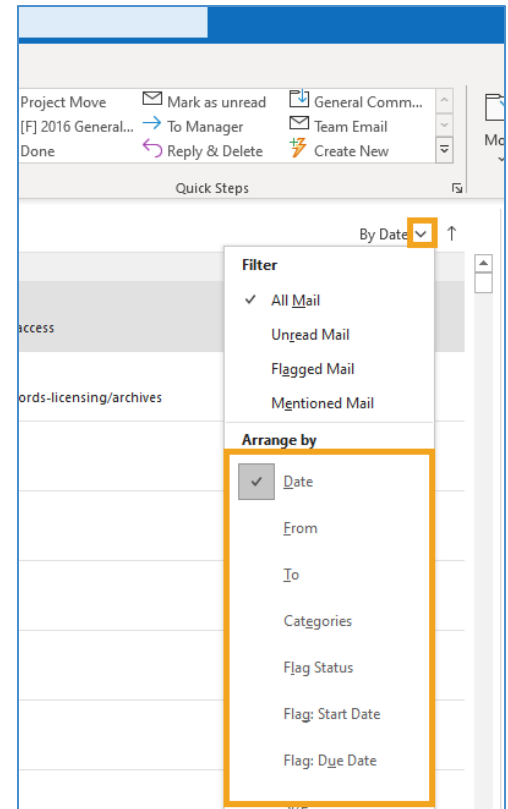 Project Move Mark as unread General Comm...
[F] 2016 General... To Manager Team Email
Done Reply & Delete Create New
Quick Steps
By Date
Filter
All Mail
access
Unread Mail
Flagged Mail
ords-licensing/archives
Mentioned Mail
Arrange by
Date
From
To
Categories
Flag Status
Flag: Start Date
Flag: Due Date